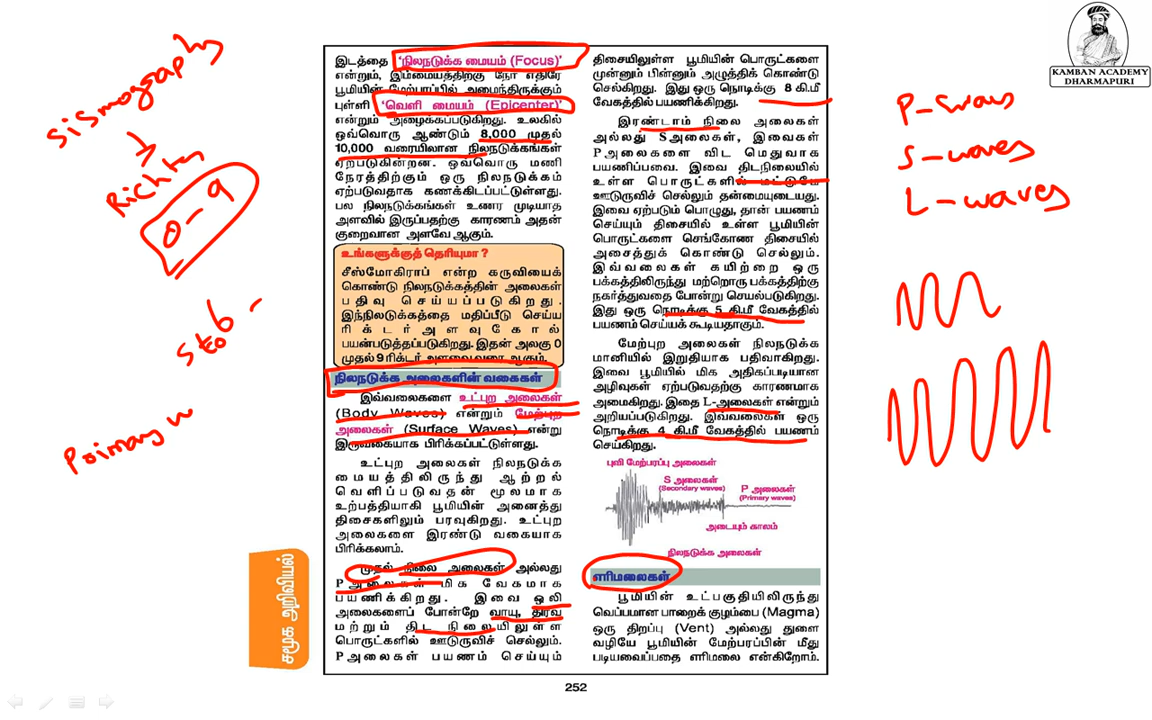 KAMBAN ACADEMY
DHARMAPURI
Sismography
Richter
0 - 9
Primary w
P - Swav
S - waves
L - waves
இடத்தை 'நிலநடுக்க மையம் (Focus)'
என்றும், இம்மையத்திற்கு நேர் எதிரே
பூமியின் மேற்பரப்பில் அமைந்திருக்கும்
புள்ளி 'வெளி மையம் (Epicenter)'
என்றும் அழைக்கப்படுகிறது. உலகில்
ஒவ்வொரு ஆண்டும் 8,000 முதல்
10,000 வரையிலான நிலநடுக்கங்கள்
ஏற்படுகின்றன. ஒவ்வொரு மணி
நேரத்திற்கும் ஒரு நிலநடுக்கம்
ஏற்படுவதாக கணக்கிடப்பட்டுள்ளது.
பல நிலநடுக்கங்கள் உணர முடியாத
அளவில் இருப்பதற்கு காரணம் அதன்
குறைவான அளவே ஆகும்.
உங்களுக்குத் தெரியுமா?
சீஸ்மோகிராப் என்ற கருவியைக்
கொண்டு நிலநடுக்கத்தின் அலைகள்
பதிவு செய்யப்படுகிறது.
இந்நிலநடுக்கத்தை மதிப்பீடு செய்ய
ரிக்டர் அளவுகோல்
பயன்படுத்தப்படுகிறது. இதன் அலகு 0
முதல் 9 ரிக்டர் அளவை வரை ஆகும்.
நிலநடுக்க அலைகளின் வகைகள்
இவ்வலைகளை உட்புற அலைகள்
(Body Waves) என்றும் மேற்புற
அலைகள் (Surface Waves) என்று
இருவகையாக பிரிக்கப்பட்டுள்ளது.
உட்புற அலைகள் நிலநடுக்க
மையத்திலிருந்து ஆற்றல்
வெளிப்படுவதன் மூலமாக
உற்பத்தியாகி பூமியின் அனைத்து
திசைகளிலும் பரவுகிறது. உட்புற
அலைகளை இரண்டு வகையாக
பிரிக்கலாம்.
முதல் நிலை அலைகள் அல்லது
P அலைகள் மிக வேகமாக
பயணிக்கிறது. இவை ஒலி
அலைகளைப் போன்றே வாயு, திரவ
மற்றும் திட நிலையிலுள்ள
பொருட்களில் ஊடுருவிச் செல்லும்.
P அலைகள் பயணம் செய்யும்
திசையிலுள்ள பூமியின் பொருட்களை
முன்னும் பின்னும் அழுத்திக் கொண்டு
செல்கிறது. இது ஒரு நொடிக்கு 8 கி.மீ
வேகத்தில் பயணிக்கிறது.
இரண்டாம் நிலை அலைகள்
அல்லது S அலைகள், இவைகள்
P அலைகளை விட மெதுவாக
பயணிப்பவை. இவை திடநிலையில்
உள்ள பொருட்களில் மட்டுமே
ஊடுருவிச் செல்லும் தன்மையுடையது.
இவை ஏற்படும் பொழுது, தான் பயணம்
செய்யும் திசையில் உள்ள பூமியின்
பொருட்களை செங்கோண திசையில்
அசைத்துக் கொண்டு செல்லும்.
இவ்வலைகள் கயிற்றை ஒரு
பக்கத்திலிருந்து மற்றொரு பக்கத்திற்கு
நகர்த்துவதை போன்று செயல்படுகிறது.
இது ஒரு நொடிக்கு 5 கி.மீ வேகத்தில்
பயணம் செய்யக் கூடியதாகும்.
மேற்புற அலைகள் நிலநடுக்க
மானியில் இறுதியாக பதிவாகிறது.
இவை பூமியில் மிக அதிகப்படியான
அழிவுகள் ஏற்படுவதற்கு காரணமாக
அமைகிறது. இதை L-அலைகள் என்றும்
அறியப்படுகிறது. இவ்வலைகள் ஒரு
நொடிக்கு 4 கி.மீ வேகத்தில் பயணம்
செய்கிறது.
புவி மேற்பரப்பு அலைகள்
S அலைகள்
(Secondary waves)
P அலைகள்
(Primary waves)
அடையும் காலம்
நிலநடுக்க அலைகள்
எரிமலைகள்
பூமியின் உட்பகுதியிலிருந்து
வெப்பமான பாறைக் குழம்பை (Magma)
ஒரு திறப்பு (Vent) அல்லது துளை
வழியே பூமியின் மேற்பரப்பின் மீது
படியவைப்பதை எரிமலை என்கிறோம்.
சமூக அறிவியல்
252